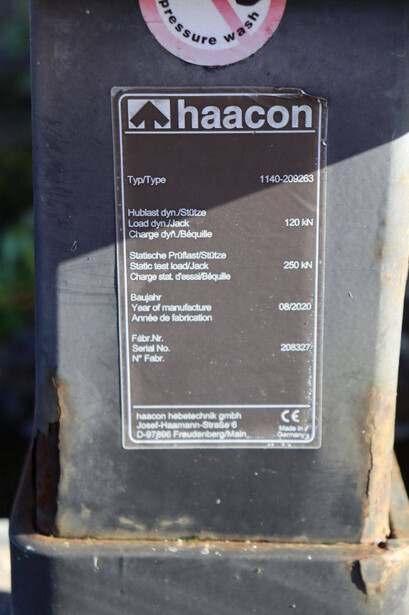 pressure wash
haacon
Typ/Type 1140-209263
Hublast dyn./Stütze
Load dyn./Jack 120 kN
Charge dyn./Béquille
Statische Prüflast/Stütze
Static test load/Jack 250 kN
Charge stat. d'essai/Béquille
Baujahr
Year of manufacture 08/2020
Année de fabrication
Fabr.Nr.
Serial No. 208327
N° Fabr.
haacon hebetechnik gmbh
Josef-Haamann-Straße 6
D-97896 Freudenberg/Main
CE
Made in
Germany